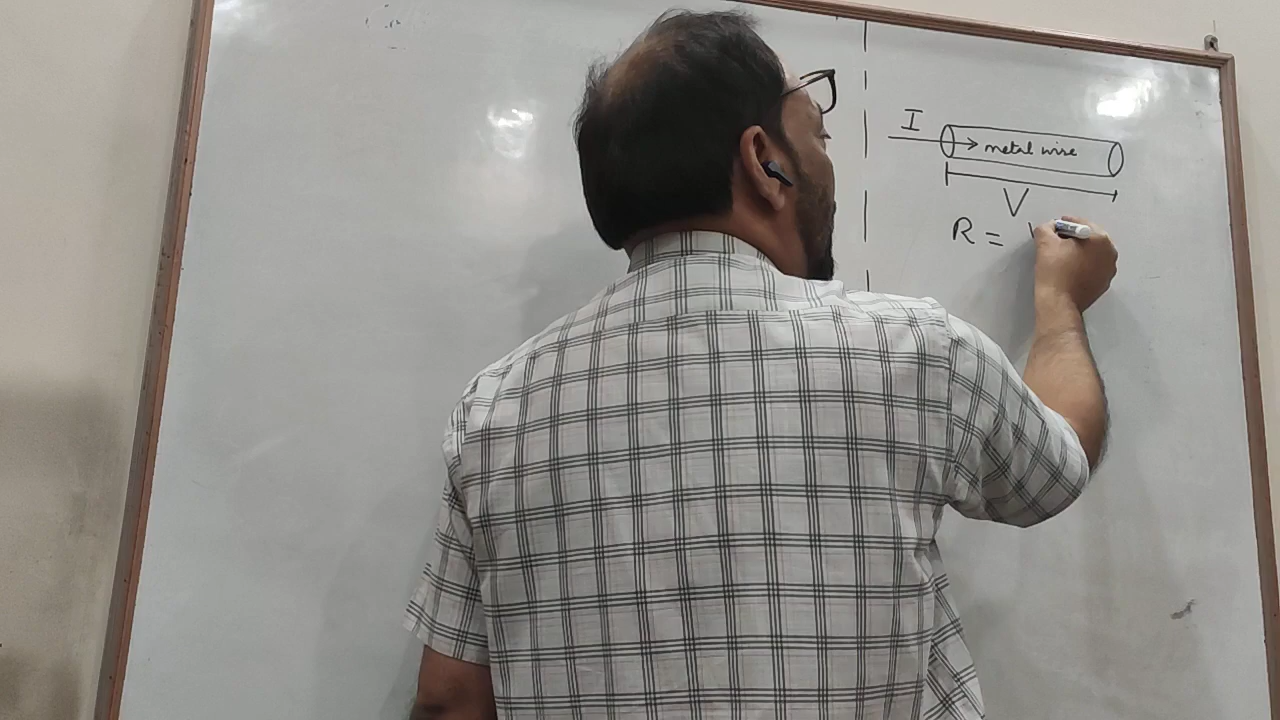 I
metal wire
V
R =